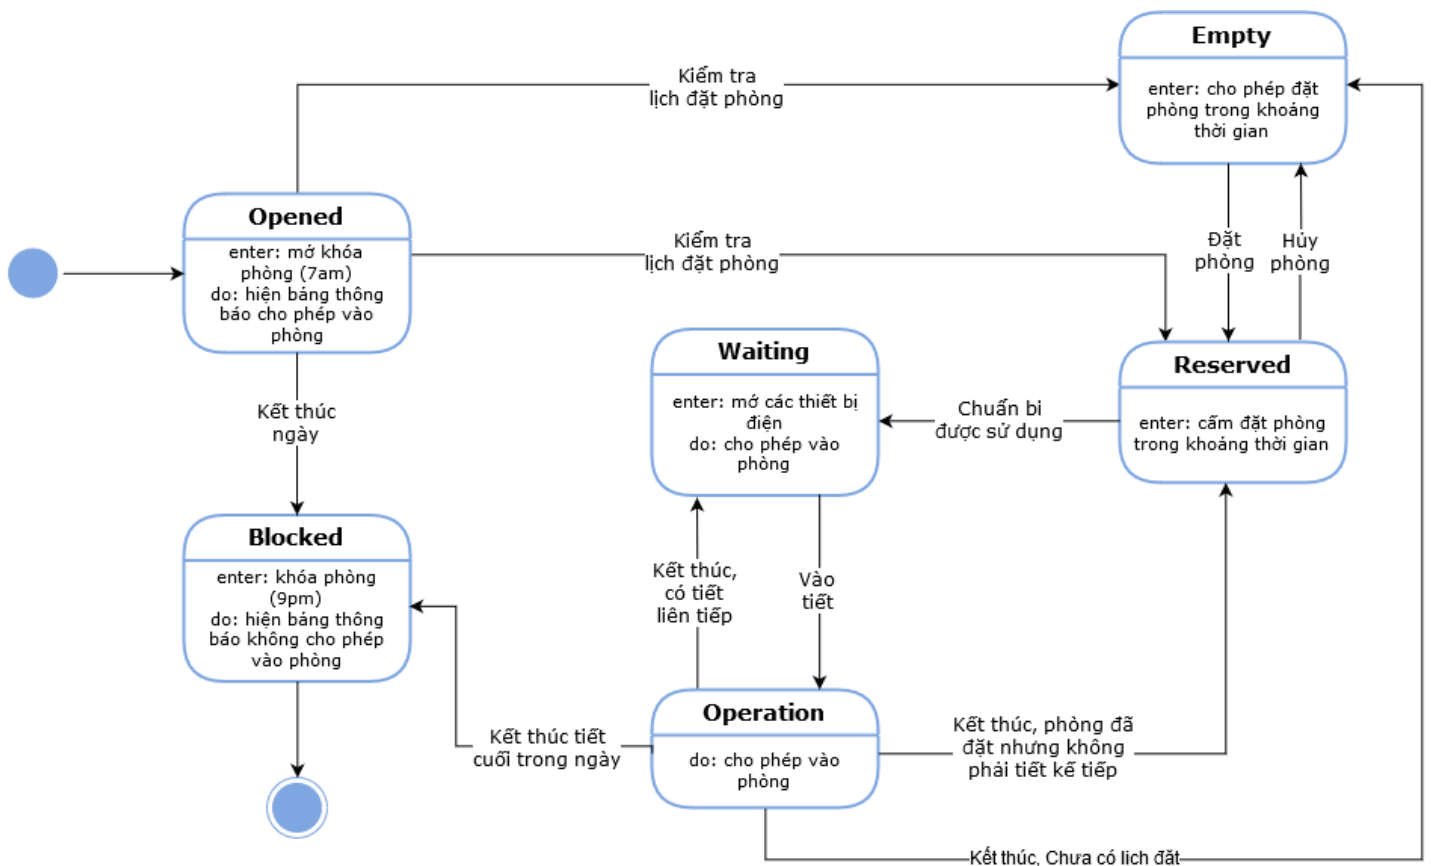 Empty
enter: cho phép đặt
phòng trong khoảng
thời gian
Kiểm tra
lịch đặt phòng
Opened
enter: mở khóa
phòng (7am)
do: hiện bảng thông
báo cho phép vào
phòng
Kiểm tra
lịch đặt phòng
Đặt
phòng
Hủy
phòng
Waiting
enter: mở các thiết bị
điện
do: cho phép vào
phòng
Reserved
enter: cấm đặt phòng
trong khoảng thời gian
Chuẩn bi
được sử dụng
Kết thúc
ngày
Blocked
enter: khóa phòng
(9pm)
do: hiện bảng thông
báo không cho phép
vào phòng
Kết thúc,
có tiết
liên tiếp
Vào
tiết
Operation
do: cho phép vào
phòng
Kết thúc tiết
cuối trong ngày
Kết thúc, phòng đã
đặt nhưng không
phải tiết kế tiếp
Kết thúc, Chưa có lịch đặt